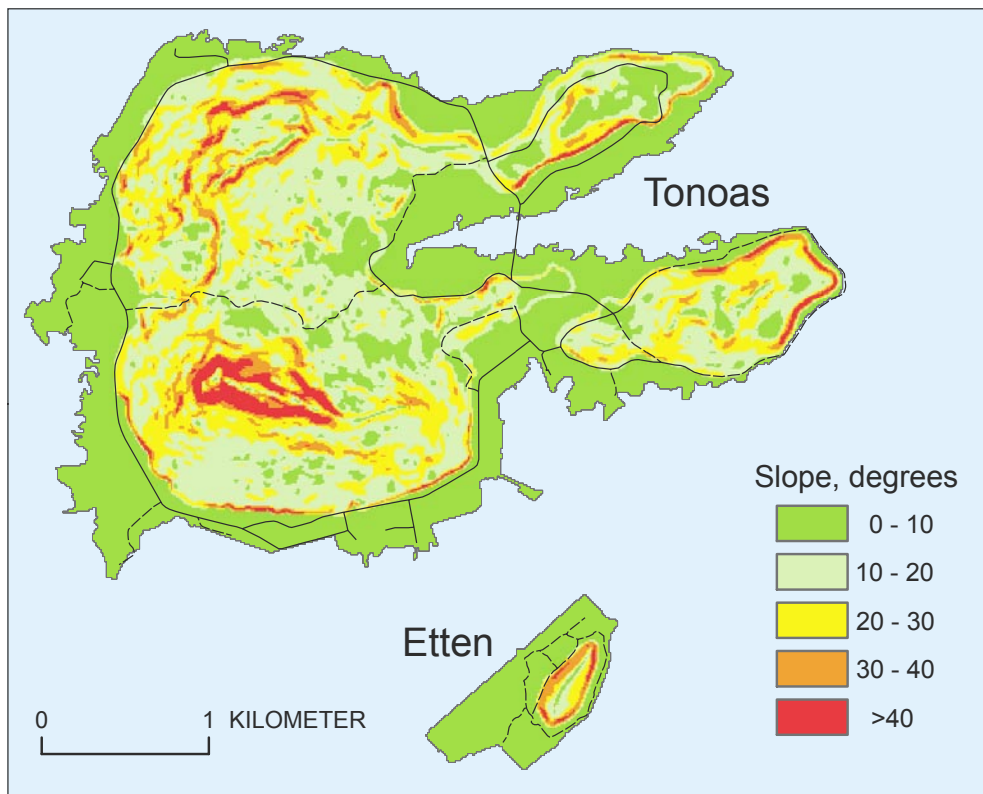 Tonoas
Slope, degrees
0 - 10
10 - 20
20 - 30
30 - 40
>40
Etten
0 1 KILOMETER